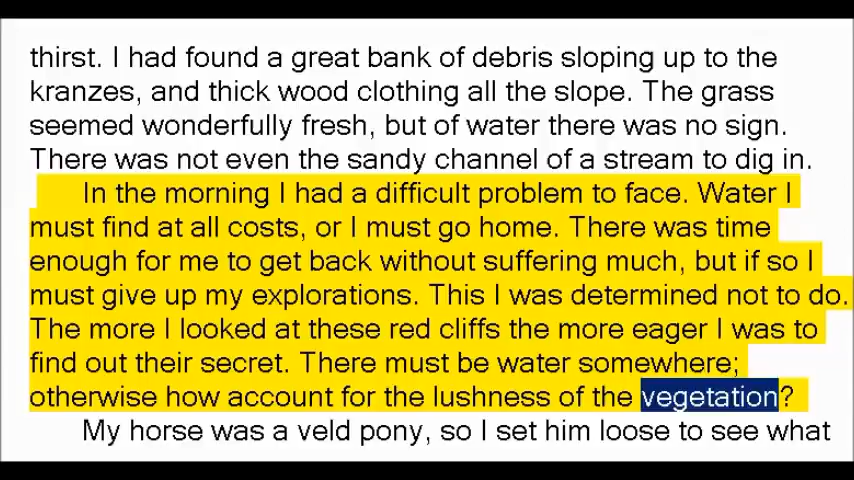 thirst. I had found a great bank of debris sloping up to the
kranzes, and thick wood clothing all the slope. The grass
seemed wonderfully fresh, but of water there was no sign.
There was not even the sandy channel of a stream to dig in.
In the morning I had a difficult problem to face. Water I
must find at all costs, or I must go home. There was time
enough for me to get back without suffering much, but if so I
must give up my explorations. This I was determined not to do.
The more I looked at these red cliffs the more eager I was to
find out their secret. There must be water somewhere;
otherwise how account for the lushness of the vegetation?
My horse was a veld pony, so I set him loose to see what